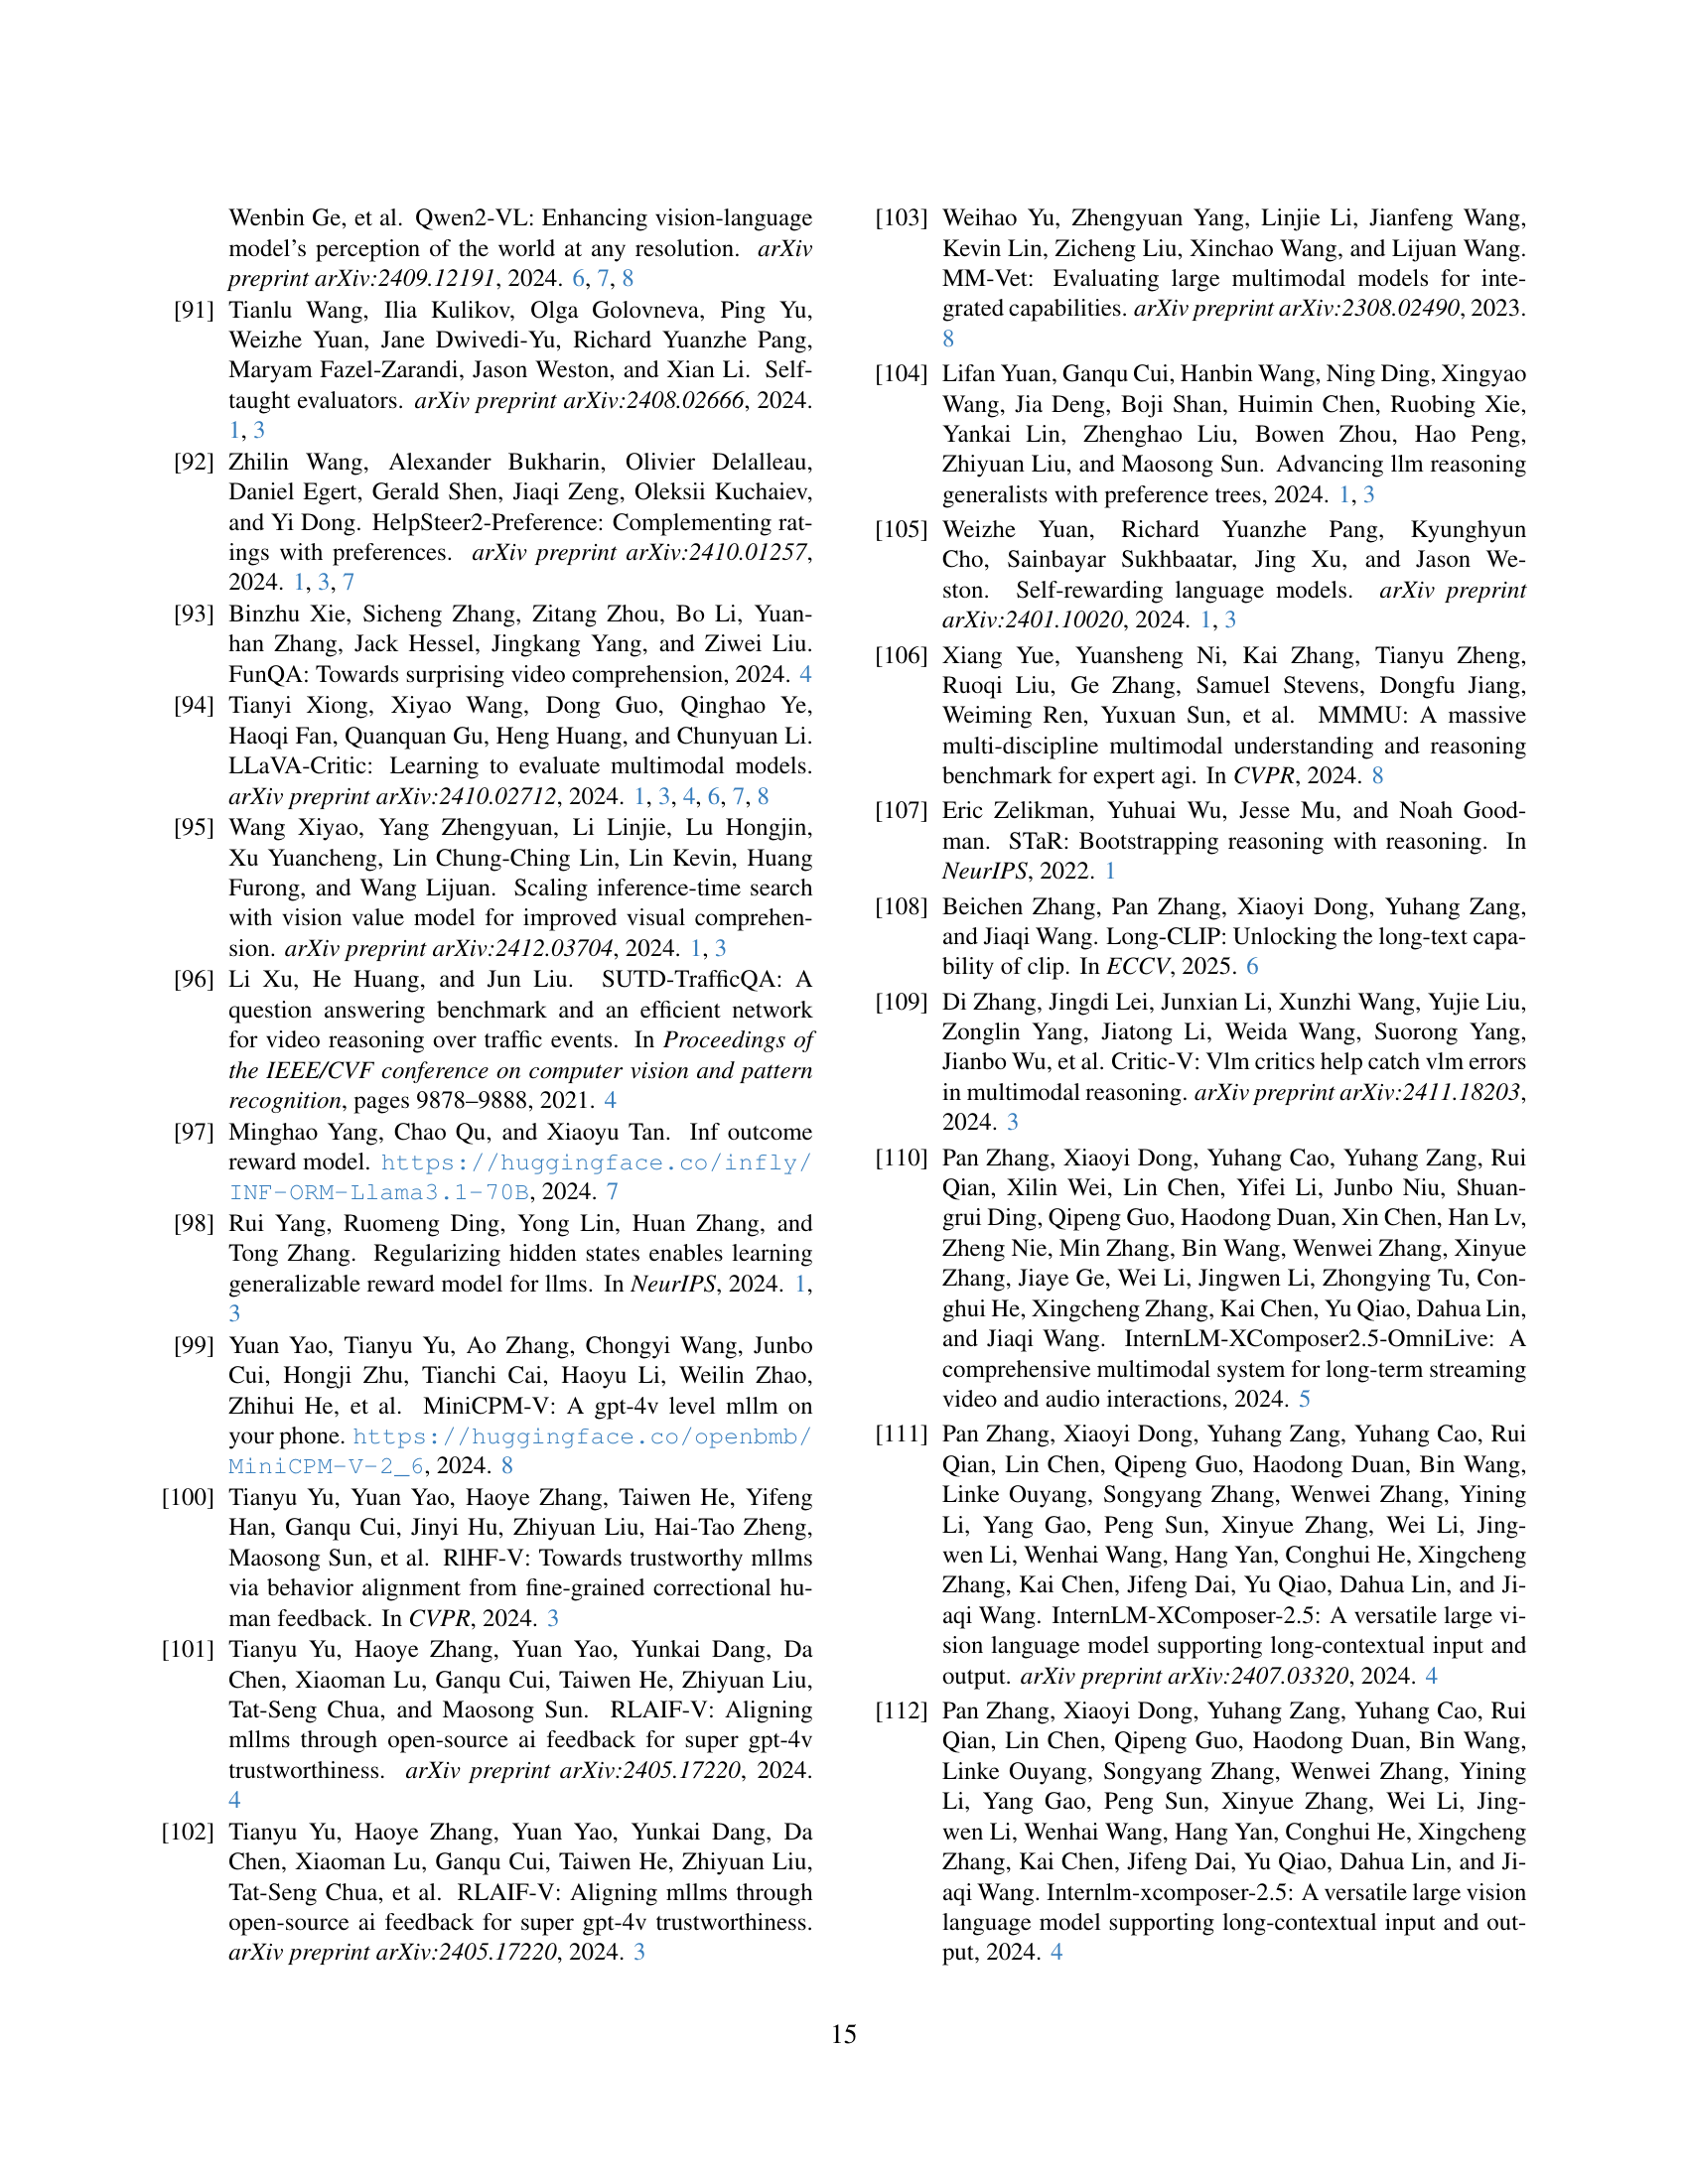 Wenbin Ge, et al. Qwen2-VL: Enhancing vision-language
model's perception of the world at any resolution. arXiv
preprint arXiv:2409.12191, 2024. 6, 7, 8
[91] Tianlu Wang, Ilia Kulikov, Olga Golovneva, Ping Yu,
Weizhe Yuan, Jane Dwivedi-Yu, Richard Yuanzhe Pang,
Maryam Fazel-Zarandi, Jason Weston, and Xian Li. Self-
taught evaluators. arXiv preprint arXiv:2408.02666, 2024.
1, 3
[92] Zhilin Wang, Alexander Bukharin, Olivier Delalleau,
Daniel Egert, Gerald Shen, Jiaqi Zeng, Oleksii Kuchaiev,
and Yi Dong. HelpSteer2-Preference: Complementing rat-
ings with preferences. arXiv preprint arXiv:2410.01257,
2024. 1, 3, 7
[93] Binzhu Xie, Sicheng Zhang, Zitang Zhou, Bo Li, Yuan-
han Zhang, Jack Hessel, Jingkang Yang, and Ziwei Liu.
FunQA: Towards surprising video comprehension, 2024. 4
[94] Tianyi Xiong, Xiyao Wang, Dong Guo, Qinghao Ye,
Haoqi Fan, Quanquan Gu, Heng Huang, and Chunyuan Li.
LLaVA-Critic: Learning to evaluate multimodal models.
arXiv preprint arXiv:2410.02712, 2024. 1, 3, 4, 6, 7, 8
[95] Wang Xiyao, Yang Zhengyuan, Li Linjie, Lu Hongjin,
Xu Yuancheng, Lin Chung-Ching Lin, Lin Kevin, Huang
Furong, and Wang Lijuan. Scaling inference-time search
with vision value model for improved visual comprehen-
sion. arXiv preprint arXiv:2412.03704, 2024. 1, 3
[96] Li Xu, He Huang, and Jun Liu. SUTD-TrafficQA: A
question answering benchmark and an efficient network
for video reasoning over traffic events. In Proceedings of
the IEEE/CVF conference on computer vision and pattern
recognition, pages 9878–9888, 2021. 4
[97] Minghao Yang, Chao Qu, and Xiaoyu Tan. Inf outcome
reward model. https://huggingface.co/infly/
INF-ORM-Llama3.1-70B, 2024. 7
[98] Rui Yang, Ruomeng Ding, Yong Lin, Huan Zhang, and
Tong Zhang. Regularizing hidden states enables learning
generalizable reward model for llms. In NeurIPS, 2024. 1,
3
[99] Yuan Yao, Tianyu Yu, Ao Zhang, Chongyi Wang, Junbo
Cui, Hongji Zhu, Tianchi Cai, Haoyu Li, Weilin Zhao,
Zhihui He, et al. MiniCPM-V: A gpt-4v level mllm on
your phone. https://huggingface.co/openbmb/
MiniCPM-V-2_6, 2024. 8
[100] Tianyu Yu, Yuan Yao, Haoye Zhang, Taiwen He, Yifeng
Han, Ganqu Cui, Jinyi Hu, Zhiyuan Liu, Hai-Tao Zheng,
Maosong Sun, et al. RlHF-V: Towards trustworthy mllms
via behavior alignment from fine-grained correctional hu-
man feedback. In CVPR, 2024. 3
[101] Tianyu Yu, Haoye Zhang, Yuan Yao, Yunkai Dang, Da
Chen, Xiaoman Lu, Ganqu Cui, Taiwen He, Zhiyuan Liu,
Tat-Seng Chua, and Maosong Sun. RLAIF-V: Aligning
mllms through open-source ai feedback for super gpt-4v
trustworthiness. arXiv preprint arXiv:2405.17220, 2024.
4
[102] Tianyu Yu, Haoye Zhang, Yuan Yao, Yunkai Dang, Da
Chen, Xiaoman Lu, Ganqu Cui, Taiwen He, Zhiyuan Liu,
Tat-Seng Chua, et al. RLAIF-V: Aligning mllms through
open-source ai feedback for super gpt-4v trustworthiness.
arXiv preprint arXiv:2405.17220, 2024. 3
[103] Weihao Yu, Zhengyuan Yang, Linjie Li, Jianfeng Wang,
Kevin Lin, Zicheng Liu, Xinchao Wang, and Lijuan Wang.
MM-Vet: Evaluating large multimodal models for inte-
grated capabilities. arXiv preprint arXiv:2308.02490, 2023.
8
[104] Lifan Yuan, Ganqu Cui, Hanbin Wang, Ning Ding, Xingyao
Wang, Jia Deng, Boji Shan, Huimin Chen, Ruobing Xie,
Yankai Lin, Zhenghao Liu, Bowen Zhou, Hao Peng,
Zhiyuan Liu, and Maosong Sun. Advancing llm reasoning
generalists with preference trees, 2024. 1, 3
[105] Weizhe Yuan, Richard Yuanzhe Pang, Kyunghyun
Cho, Sainbayar Sukhbaatar, Jing Xu, and Jason We-
ston. Self-rewarding language models. arXiv preprint
arXiv:2401.10020, 2024. 1, 3
[106] Xiang Yue, Yuansheng Ni, Kai Zhang, Tianyu Zheng,
Ruoqi Liu, Ge Zhang, Samuel Stevens, Dongfu Jiang,
Weiming Ren, Yuxuan Sun, et al. MMMU: A massive
multi-discipline multimodal understanding and reasoning
benchmark for expert agi. In CVPR, 2024. 8
[107] Eric Zelikman, Yuhuai Wu, Jesse Mu, and Noah Good-
man. STaR: Bootstrapping reasoning with reasoning. In
NeurIPS, 2022. 1
[108] Beichen Zhang, Pan Zhang, Xiaoyi Dong, Yuhang Zang,
and Jiaqi Wang. Long-CLIP: Unlocking the long-text capa-
bility of clip. In ECCV, 2025. 6
[109] Di Zhang, Jingdi Lei, Junxian Li, Xunzhi Wang, Yujie Liu,
Zonglin Yang, Jiatong Li, Weida Wang, Suorong Yang,
Jianbo Wu, et al. Critic-V: Vlm critics help catch vlm errors
in multimodal reasoning. arXiv preprint arXiv:2411.18203,
2024. 3
[110] Pan Zhang, Xiaoyi Dong, Yuhang Cao, Yuhang Zang, Rui
Qian, Xilin Wei, Lin Chen, Yifei Li, Junbo Niu, Shuan-
grui Ding, Qipeng Guo, Haodong Duan, Xin Chen, Han Lv,
Zheng Nie, Min Zhang, Bin Wang, Wenwei Zhang, Xinyue
Zhang, Jiaye Ge, Wei Li, Jingwen Li, Zhongying Tu, Con-
ghui He, Xingcheng Zhang, Kai Chen, Yu Qiao, Dahua Lin,
and Jiaqi Wang. InternLM-XComposer2.5-OmniLive: A
comprehensive multimodal system for long-term streaming
video and audio interactions, 2024. 5
[111] Pan Zhang, Xiaoyi Dong, Yuhang Zang, Yuhang Cao, Rui
Qian, Lin Chen, Qipeng Guo, Haodong Duan, Bin Wang,
Linke Ouyang, Songyang Zhang, Wenwei Zhang, Yining
Li, Yang Gao, Peng Sun, Xinyue Zhang, Wei Li, Jing-
wen Li, Wenhai Wang, Hang Yan, Conghui He, Xingcheng
Zhang, Kai Chen, Jifeng Dai, Yu Qiao, Dahua Lin, and Ji-
aqi Wang. InternLM-XComposer-2.5: A versatile large vi-
sion language model supporting long-contextual input and
output. arXiv preprint arXiv:2407.03320, 2024. 4
[112] Pan Zhang, Xiaoyi Dong, Yuhang Zang, Yuhang Cao, Rui
Qian, Lin Chen, Qipeng Guo, Haodong Duan, Bin Wang,
Linke Ouyang, Songyang Zhang, Wenwei Zhang, Yining
Li, Yang Gao, Peng Sun, Xinyue Zhang, Wei Li, Jing-
wen Li, Wenhai Wang, Hang Yan, Conghui He, Xingcheng
Zhang, Kai Chen, Jifeng Dai, Yu Qiao, Dahua Lin, and Ji-
aqi Wang. Internlm-xcomposer-2.5: A versatile large vision
language model supporting long-contextual input and out-
put, 2024. 4
15